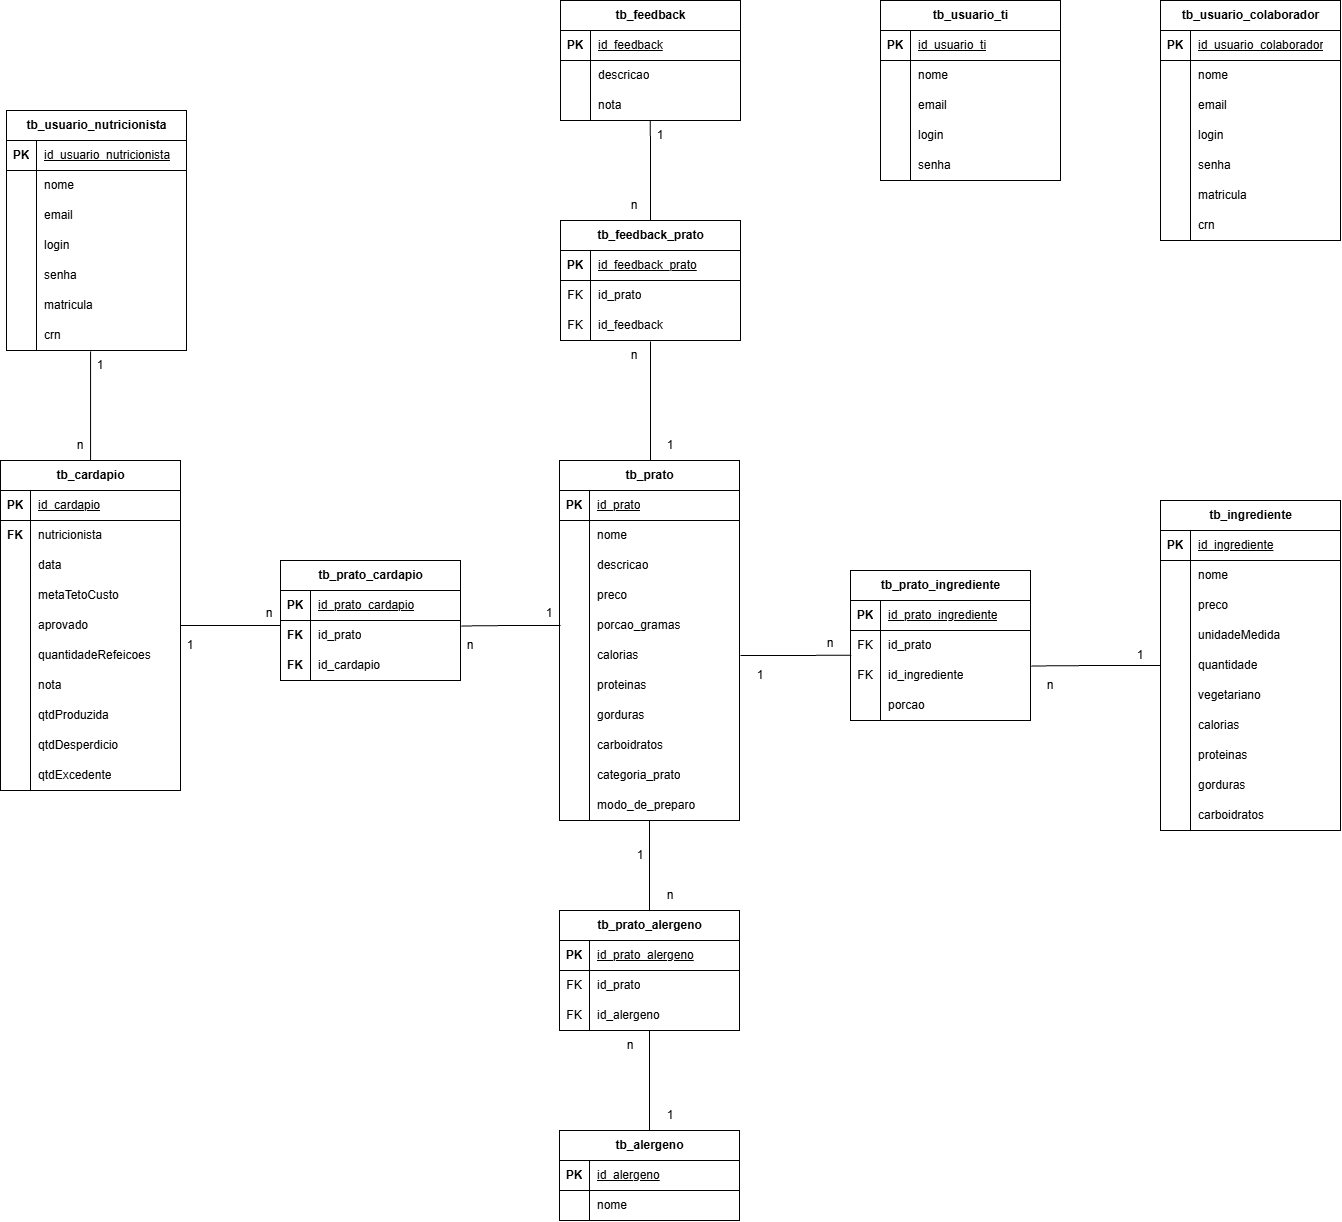 tb_feedback
PK id_feedback
descricao
nota
tb_usuario_ti
PK id_usuario_ti
nome
email
login
senha
tb_usuario_colaborador
PK id_usuario_colaborador
nome
email
login
senha
matricula
crn
tb_usuario_nutricionista
PK id_usuario_nutricionista
nome
email
login
senha
matricula
crn
1
n
tb_feedback_prato
PK id_feedback_prato
FK id_prato
FK id_feedback
1
n
n
1
tb_cardapio
PK id_cardapio
FK nutricionista
data
metaTetoCusto
aprovado
quantidadeRefeicoes
nota
qtdProduzida
qtdDesperdicio
qtdExcedente
n
1
tb_prato_cardapio
PK id_prato_cardapio
FK id_prato
FK id_cardapio
1
n
tb_prato
PK id_prato
nome
descricao
preco
porcao_gramas
calorias
proteinas
gorduras
carboidratos
categoria_prato
modo_de_preparo
n
1
tb_prato_ingrediente
PK id_prato_ingrediente
FK id_prato
FK id_ingrediente
porcao
1
n
tb_ingrediente
PK id_ingrediente
nome
preco
unidadeMedida
quantidade
vegetariano
calorias
proteinas
gorduras
carboidratos
1
n
tb_prato_alergeno
PK id_prato_alergeno
FK id_prato
FK id_alergeno
n
1
tb_alergeno
PK id_alergeno
nome